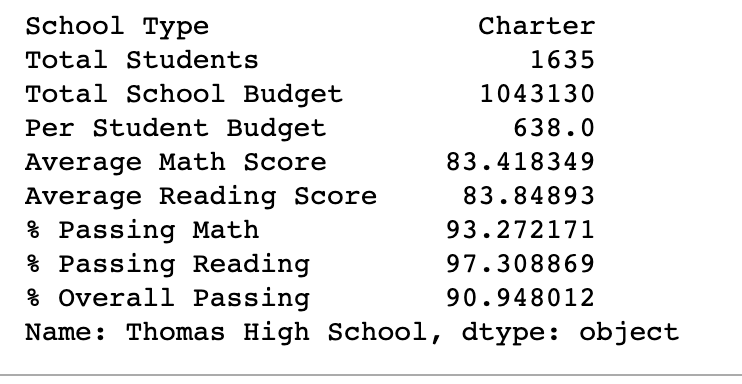 School Type Charter
Total Students 1635
Total School Budget 1043130
Per Student Budget 638.0
Average Math Score 83.418349
Average Reading Score 83.84893
% Passing Math 93.272171
% Passing Reading 97.308869
% Overall Passing 90.948012
Name: Thomas High School, dtype: object